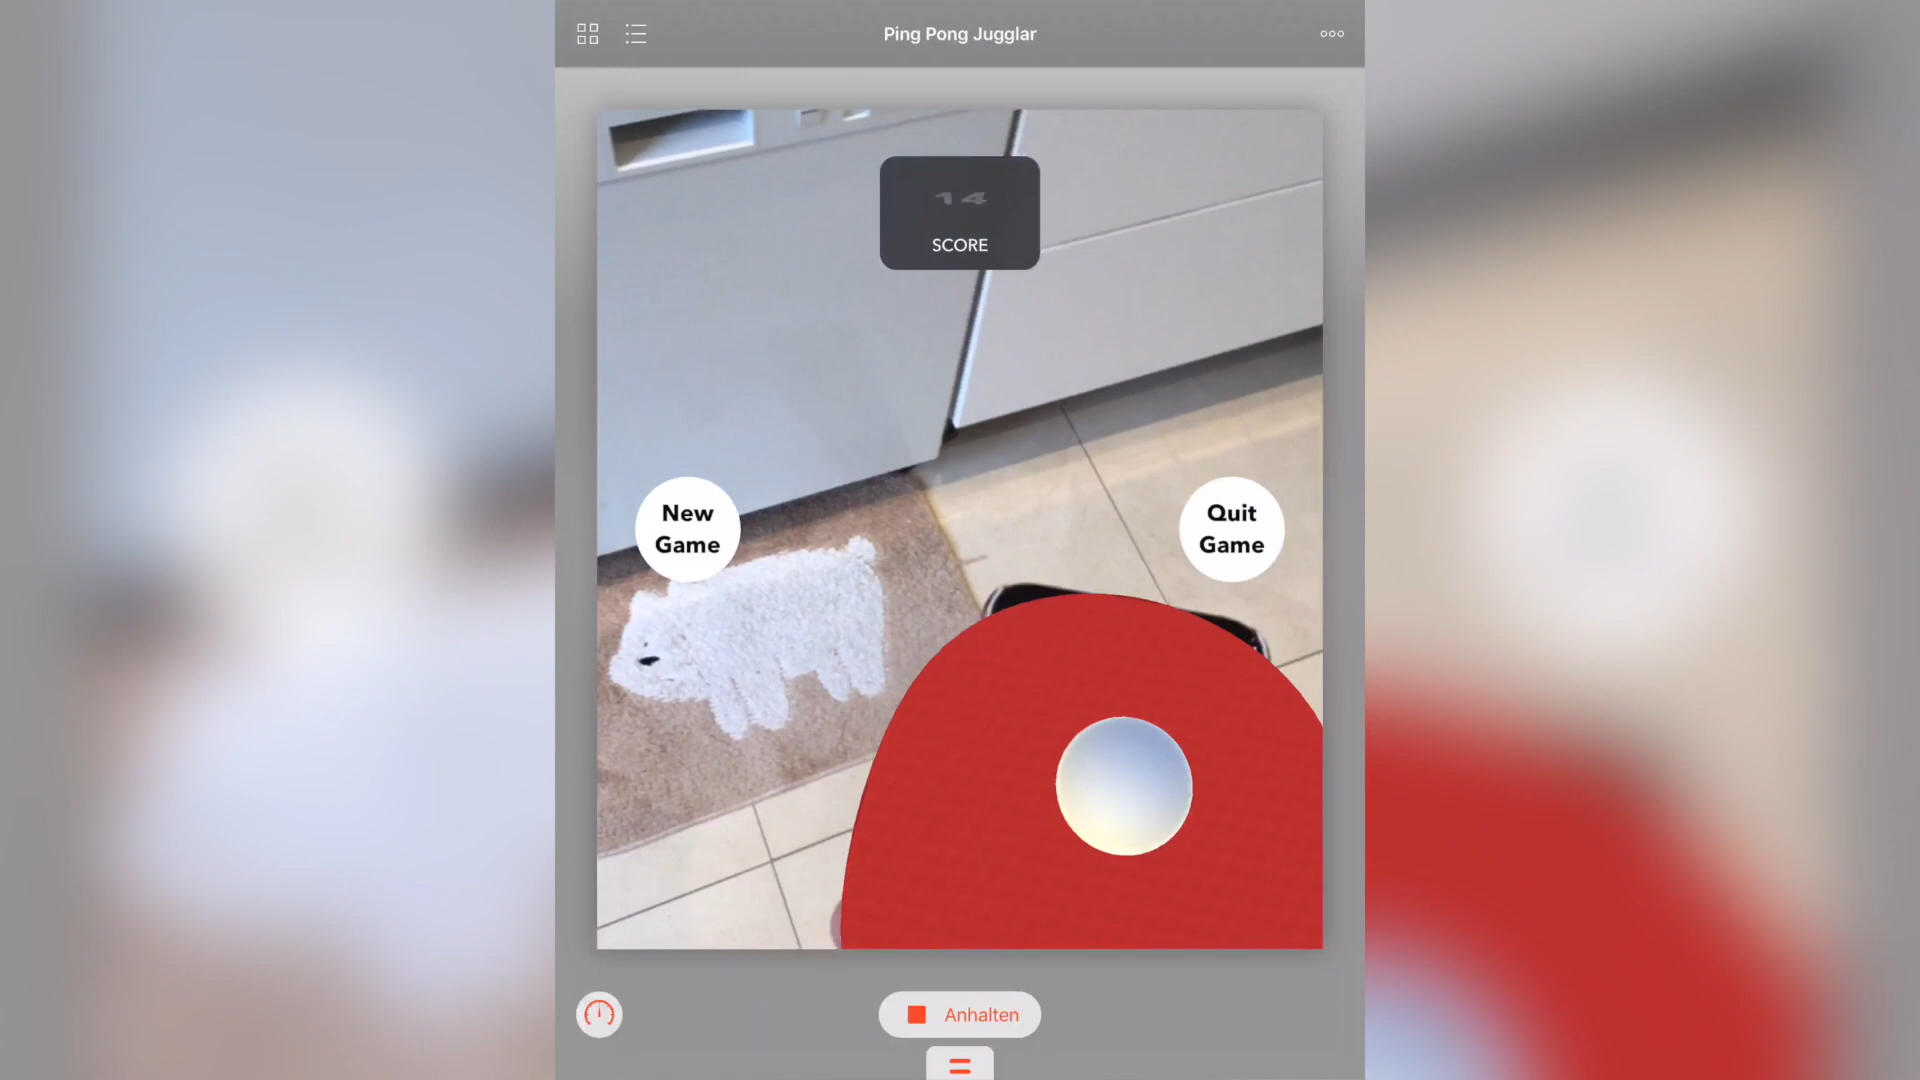 Ping Pong Jugglar
14
SCORE
New
Game
Quit
Game
Anhalten